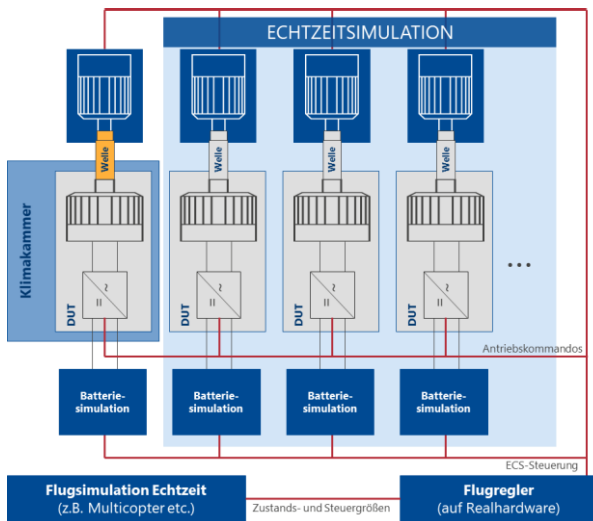 ECHTZEITSIMULATION
Welle
Welle
Welle
Welle
Klimakammer
DUT
DUT
DUT
DUT
...
Antriebskommandos
Batterie-
simulation
Batterie-
simulation
Batterie-
simulation
Batterie-
simulation
ECS-Steuerung
Flugsimulation Echtzeit
(z.B. Multicopter etc.)
Zustands- und Steuergrößen
Flugregler
(auf Realhardware)